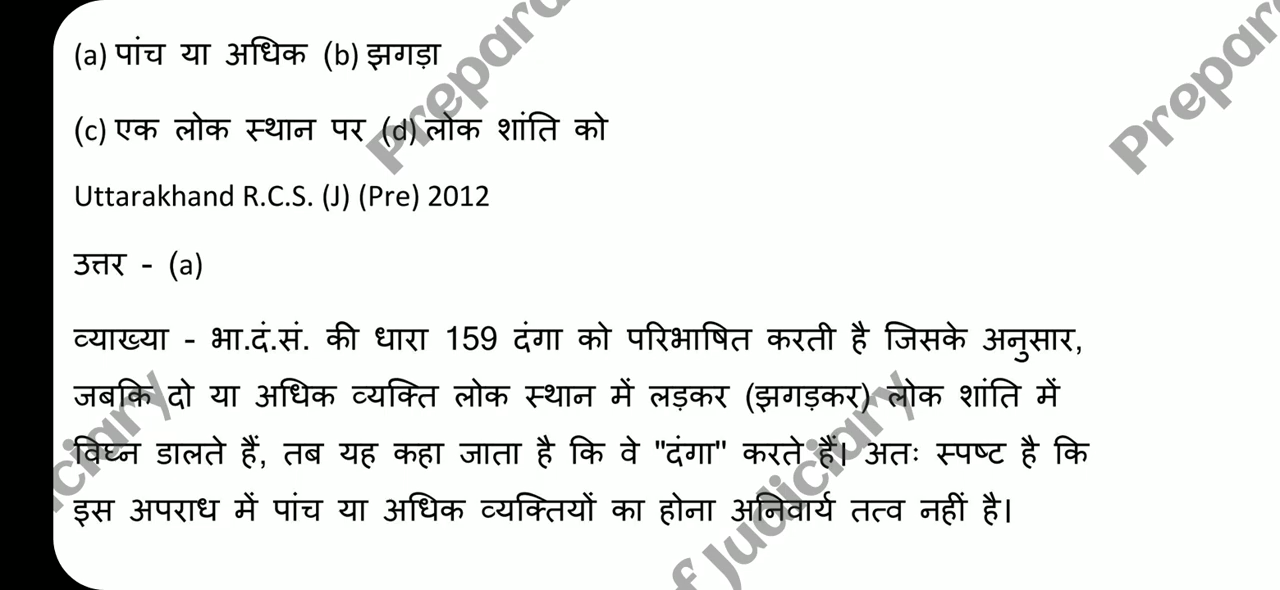 (a) पांच या अधिक (b) झगड़ा
(c) एक लोक स्थान पर (d) लोक शांति को
Uttarakhand R.C.S. (J) (Pre) 2012
उत्तर - (a)
व्याख्या - भा.दं.सं. की धारा 159 दंगा को परिभाषित करती है जिसके अनुसार,
जबकि दो या अधिक व्यक्ति लोक स्थान में लड़कर (झगड़कर) लोक शांति में
विघ्न डालते हैं, तब यह कहा जाता है कि वे "दंगा" करते हैं। अतः स्पष्ट है कि
इस अपराध में पांच या अधिक व्यक्तियों का होना अनिवार्य तत्व नहीं है।